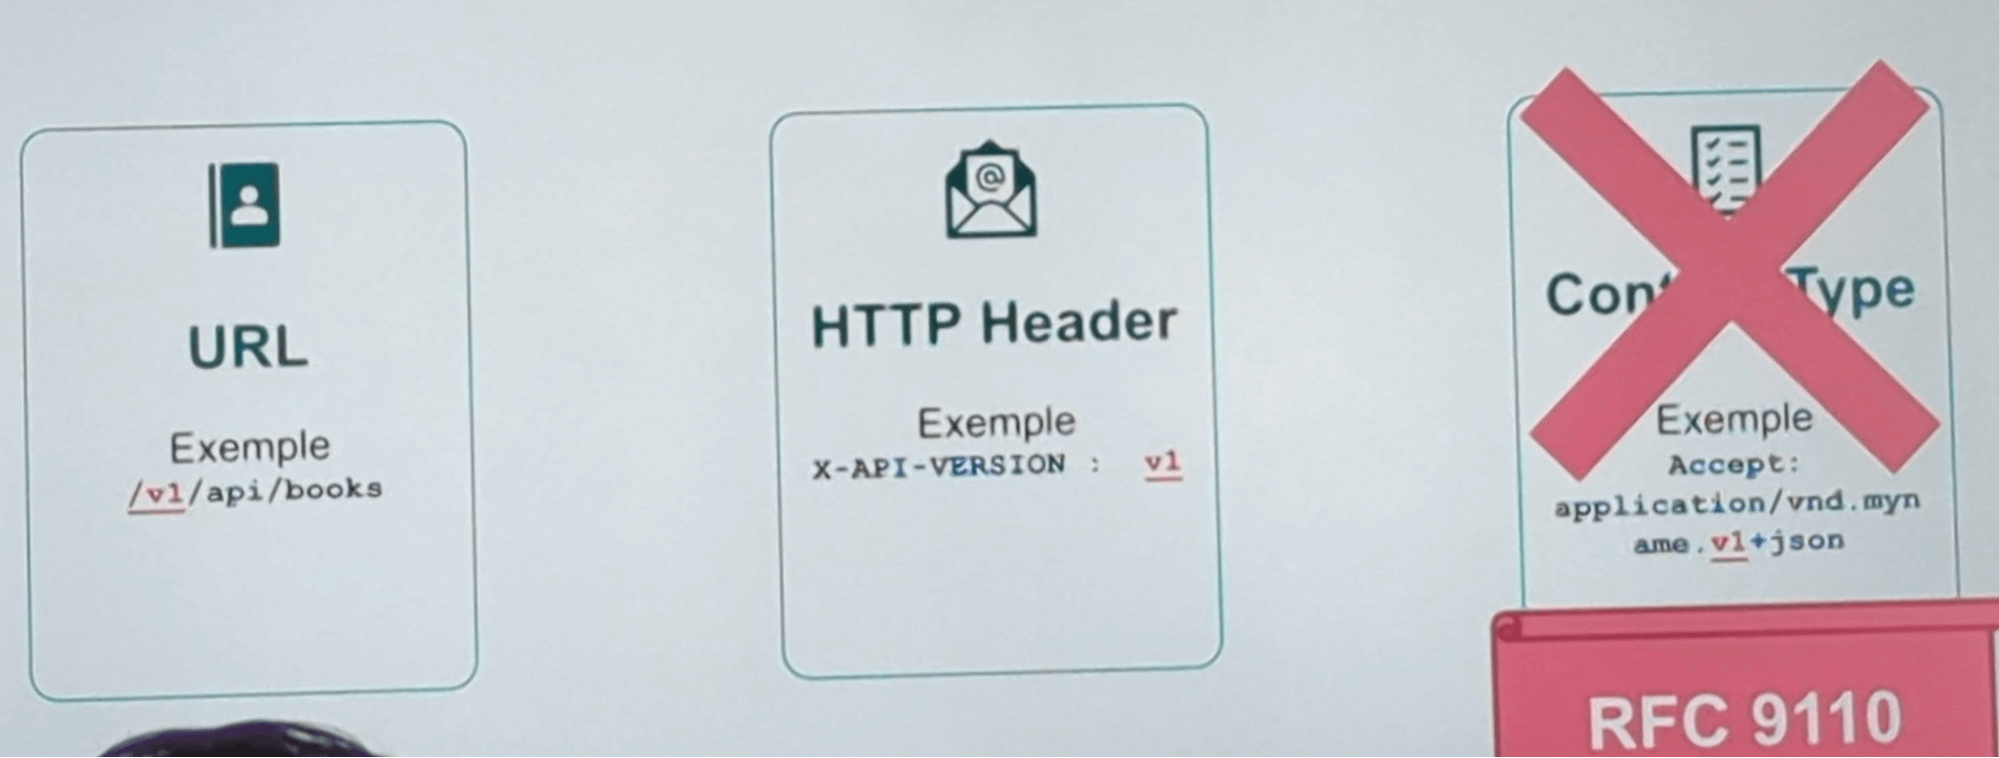 URL
Exemple
/v1/api/books
HTTP Header
Exemple
X-API-VERSION : v1
Type
Exemple
Accept:
application/vnd.myn
ame.v1+json
RFC 9110